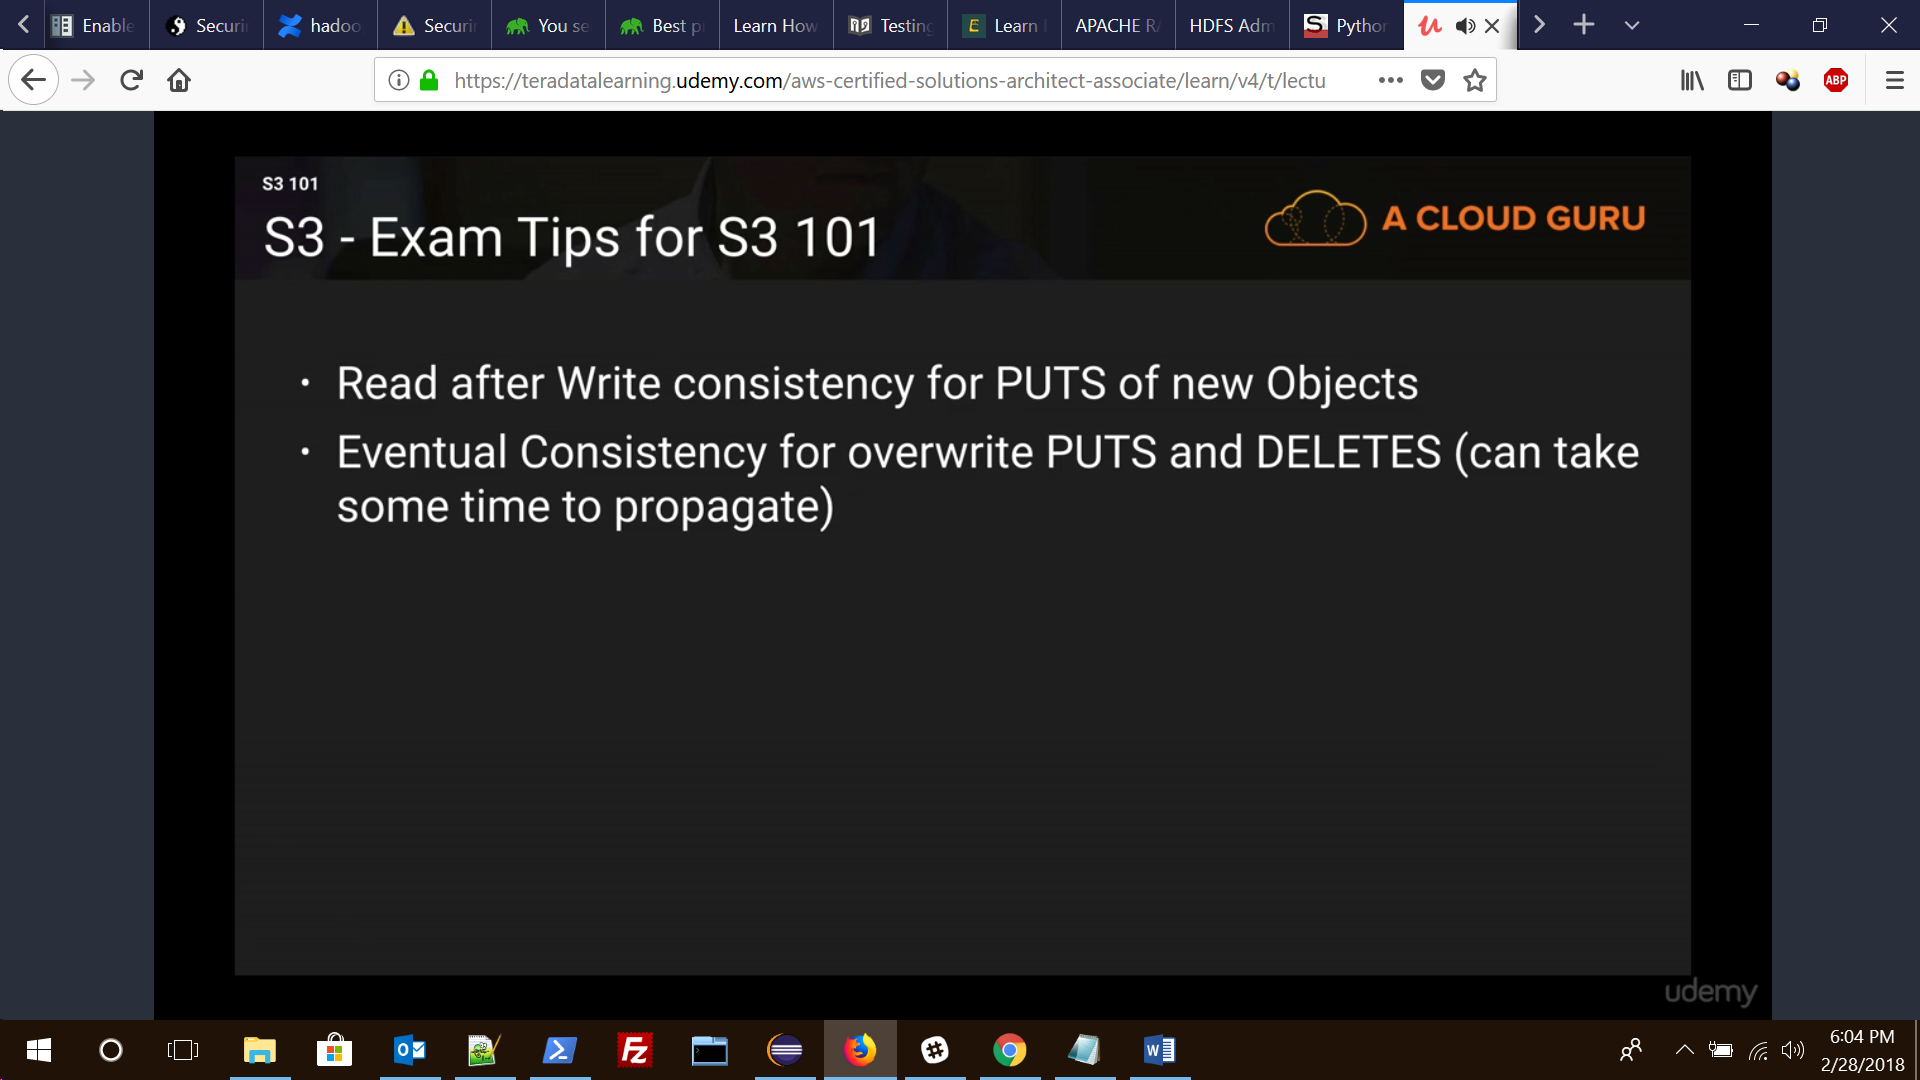 Enable
Securi
hadoo
Securi
You se
Best p
Learn How
Testing
E
Learn
APACHE R
HDFS Adm
S
Python
https://teradatalearning.udemy.com/aws-certified-solutions-architect-associate/learn/v4/t/lectu
ABP
S3 101
S3 - Exam Tips for S3 101
A CLOUD GURU
• Read after Write consistency for PUTS of new Objects
• Eventual Consistency for overwrite PUTS and DELETES (can take
some time to propagate)
udemy
6:04 PM
2/28/2018